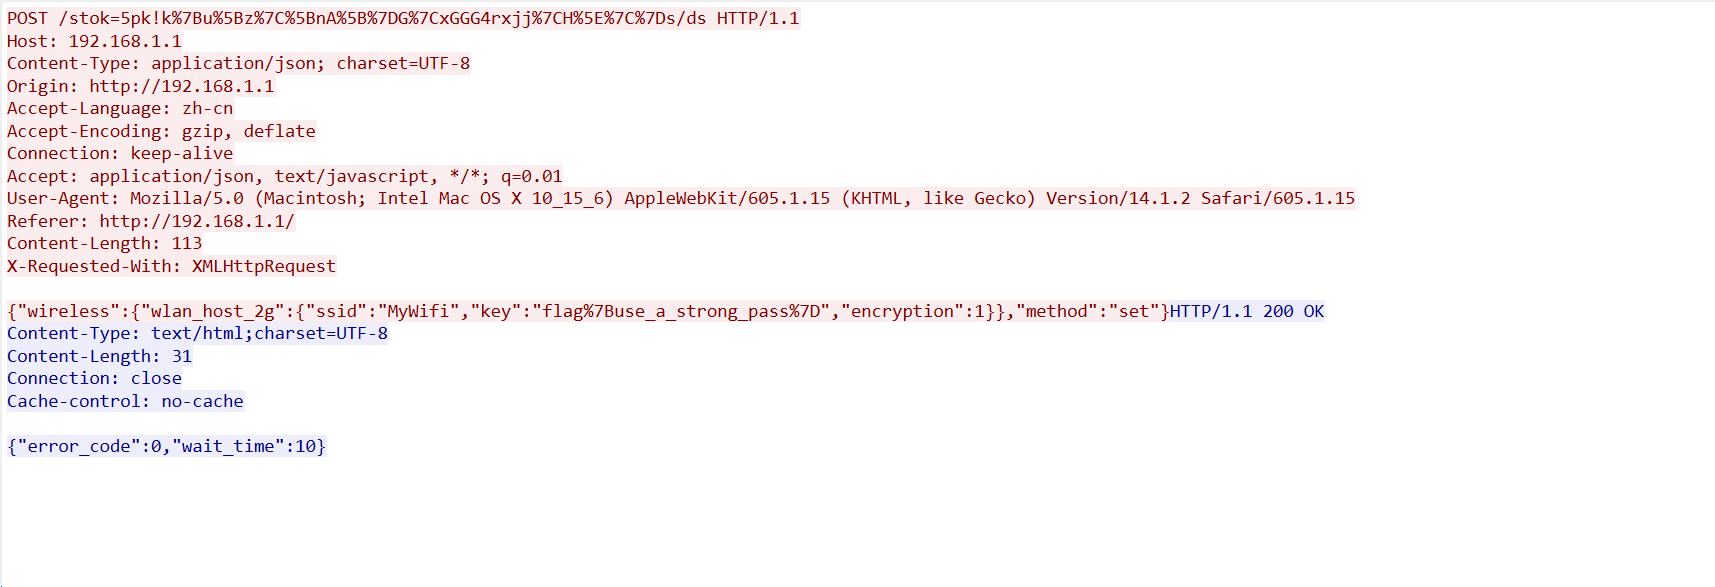 POST /stok=5pk!k%7Bu%5Bz%7C%5BnA%5B%7DG%7CxGGG4rxjj%7CH%5E%7C%7Ds/ds HTTP/1.1
Host: 192.168.1.1
Content-Type: application/json; charset=UTF-8
Origin: http://192.168.1.1
Accept-Language: zh-cn
Accept-Encoding: gzip, deflate
Connection: keep-alive
Accept: application/json, text/javascript, */*; q=0.01
User-Agent: Mozilla/5.0 (Macintosh; Intel Mac OS X 10_15_6) AppleWebKit/605.1.15 (KHTML, like Gecko) Version/14.1.2 Safari/605.1.15
Referer: http://192.168.1.1/
Content-Length: 113
X-Requested-With: XMLHttpRequest
{"wireless":{"wlan_host_2g":{"ssid":"MyWifi","key":"flag%7Buse_a_strong_pass%7D","encryption":1}},"method":"set"}HTTP/1.1 200 OK
Content-Type: text/html;charset=UTF-8
Content-Length: 31
Connection: close
Cache-control: no-cache
{"error_code":0,"wait_time":10}